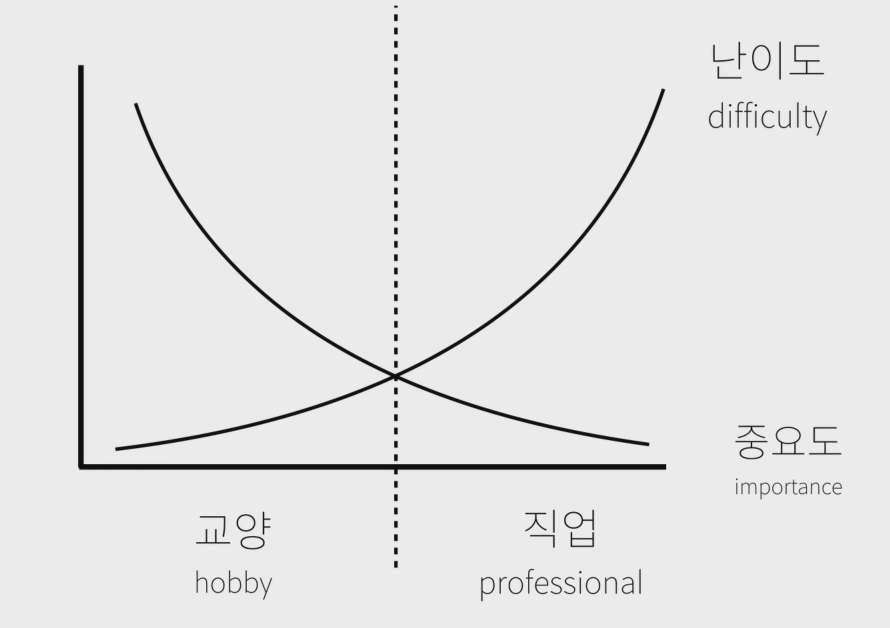 난이도
difficulty
중요도
importance
교양
hobby
직업
professional